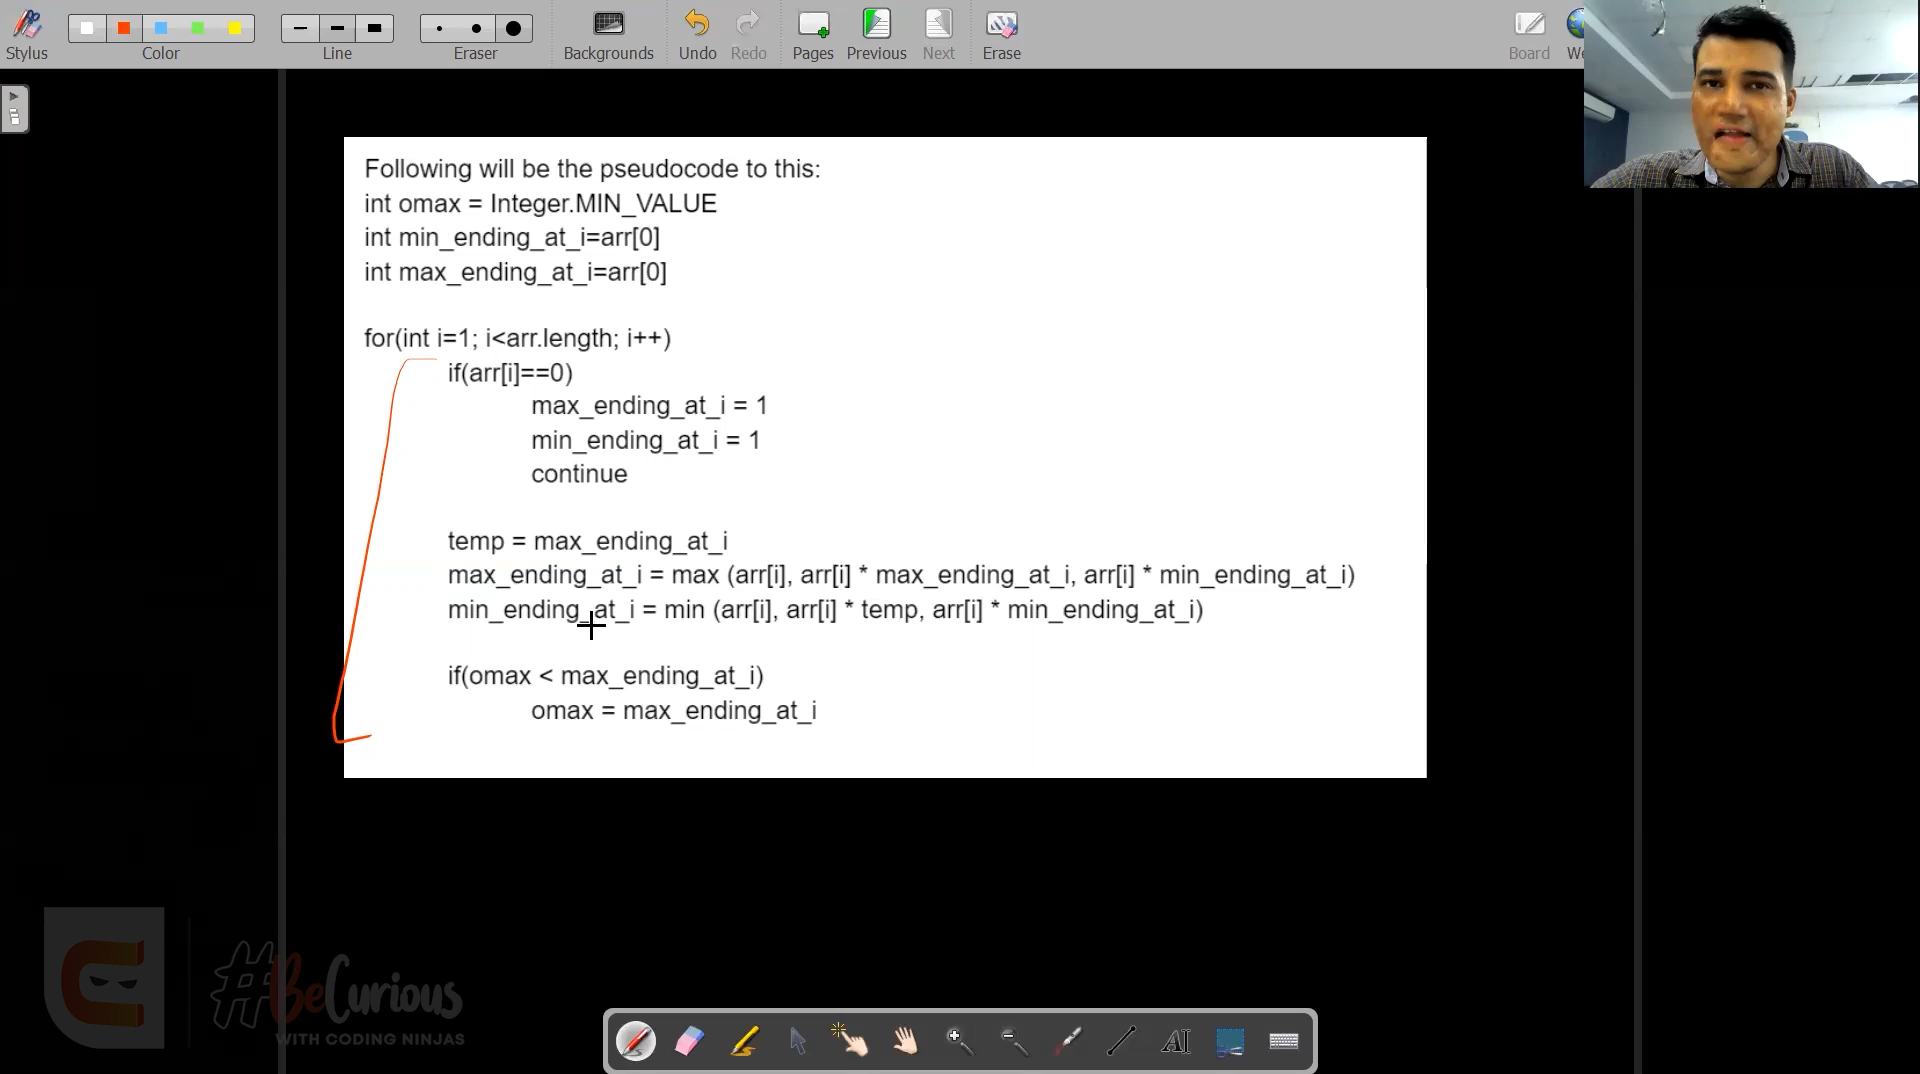 Stylus
Color
Line
Eraser
Backgrounds
Undo
Redo
Pages
Previous
Next
Erase
Board
Following will be the pseudocode to this:
int omax = Integer.MIN_VALUE
int min_ending_at_i=arr[0]
int max_ending_at_i=arr[0]
for(int i=1; i<arr.length; i++)
if(arr[i]==0)
max_ending_at_i = 1
min_ending_at_i = 1
continue
temp = max_ending_at_i
max_ending_at_i = max (arr[i], arr[i] * max_ending_at_i, arr[i] * min_ending_at_i)
min_ending_at_i = min (arr[i], arr[i] * temp, arr[i] * min_ending_at_i)
if(omax < max_ending_at_i)
omax = max_ending_at_i
#BeCurious
WITH CODING NINJAS
AI